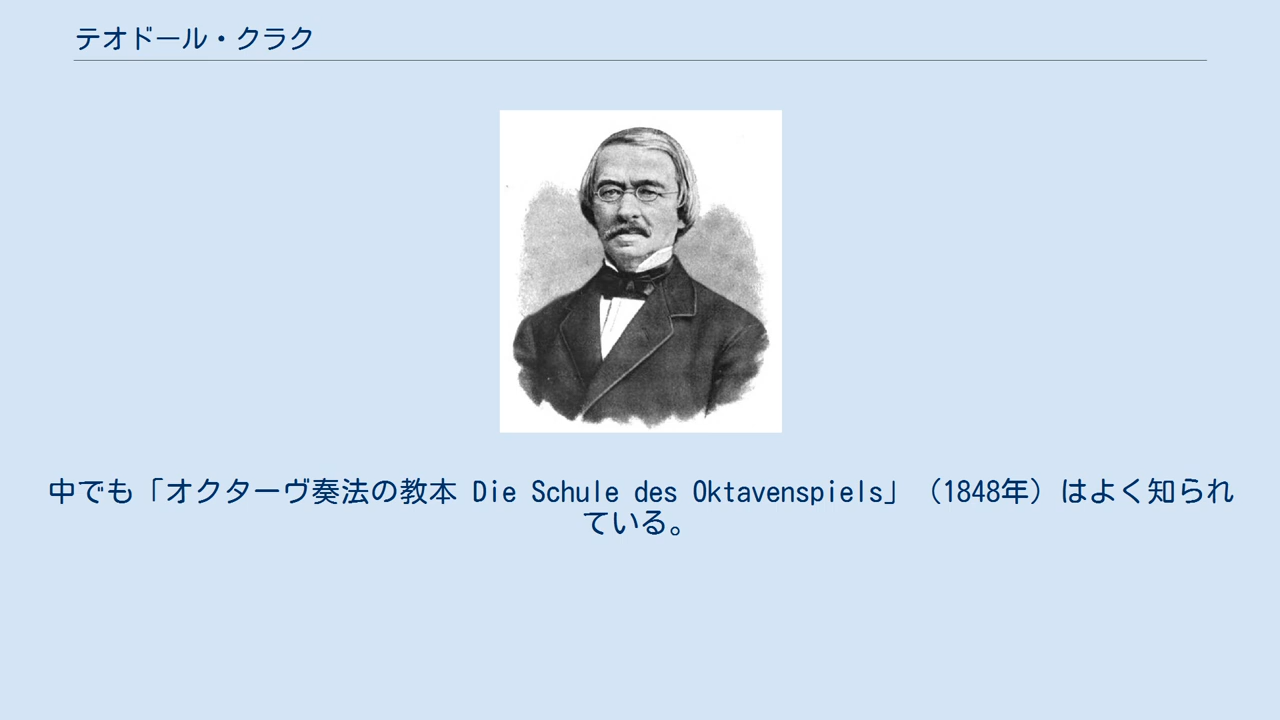 テオドール・クラク
中でも「オクターヴ奏法の教本 Die Schule des Oktavenspiels」（1848年）はよく知られ
ている。